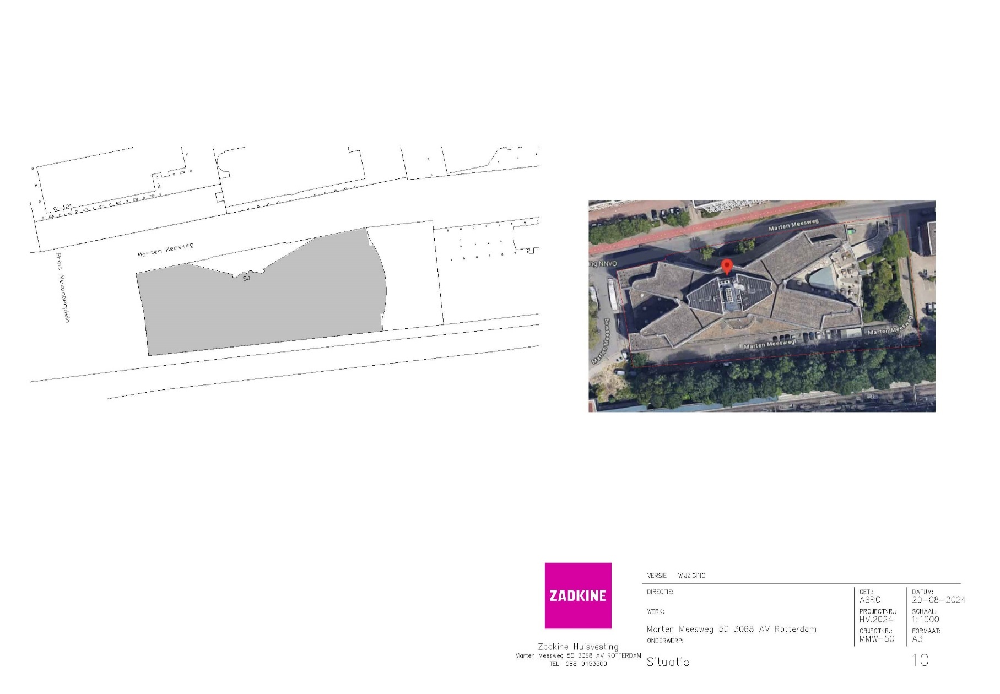 91-121
Marten Meesweg
Prins Alexanderplein
50
Marten Meesweg
ing NNVO
Marten Meesweg
Marten Meesweg
Marten Meesweg
ZADKINE
Zadkine Huisvesting
Marten Meesweg 50 3068 AV ROTTERDAM
TEL: 088-9453500
VERSIE WIJZIGING
DIRECTIE:
WERK:
Marten Meesweg 50 3068 AV Rotterdam
ONDERWERP:
Situatie
GET.:
ASRO
PROJECTNR.:
HV.2024
OBJECTNR.:
MMW-50
DATUM:
20-08-2024
SCHAAL:
1:1000
FORMAAT:
A3
10